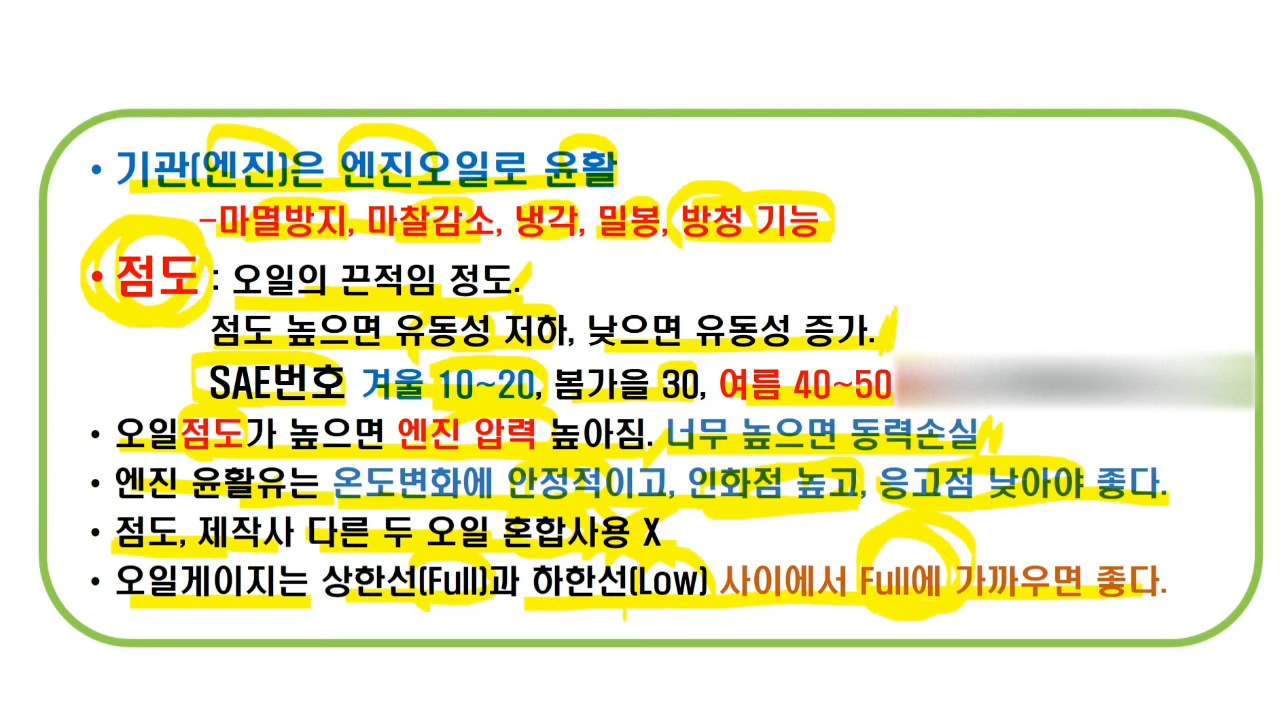 • 기관(엔진)은 엔진오일로 윤활
-마멸방지, 마찰감소, 냉각, 밀봉, 방청 기능
• 점도 : 오일의 끈적임 정도.
점도 높으면 유동성 저하, 낮으면 유동성 증가.
SAE번호 겨울 10~20, 봄가을 30, 여름 40~50
• 오일점도가 높으면 엔진 압력 높아짐. 너무 높으면 동력손실
• 엔진 윤활유는 온도변화에 안정적이고, 인화점 높고, 응고점 낮아야 좋다.
• 점도, 제작사 다른 두 오일 혼합사용 X
• 오일게이지는 상한선(Full)과 하한선(Low) 사이에서 Full에 가까우면 좋다.